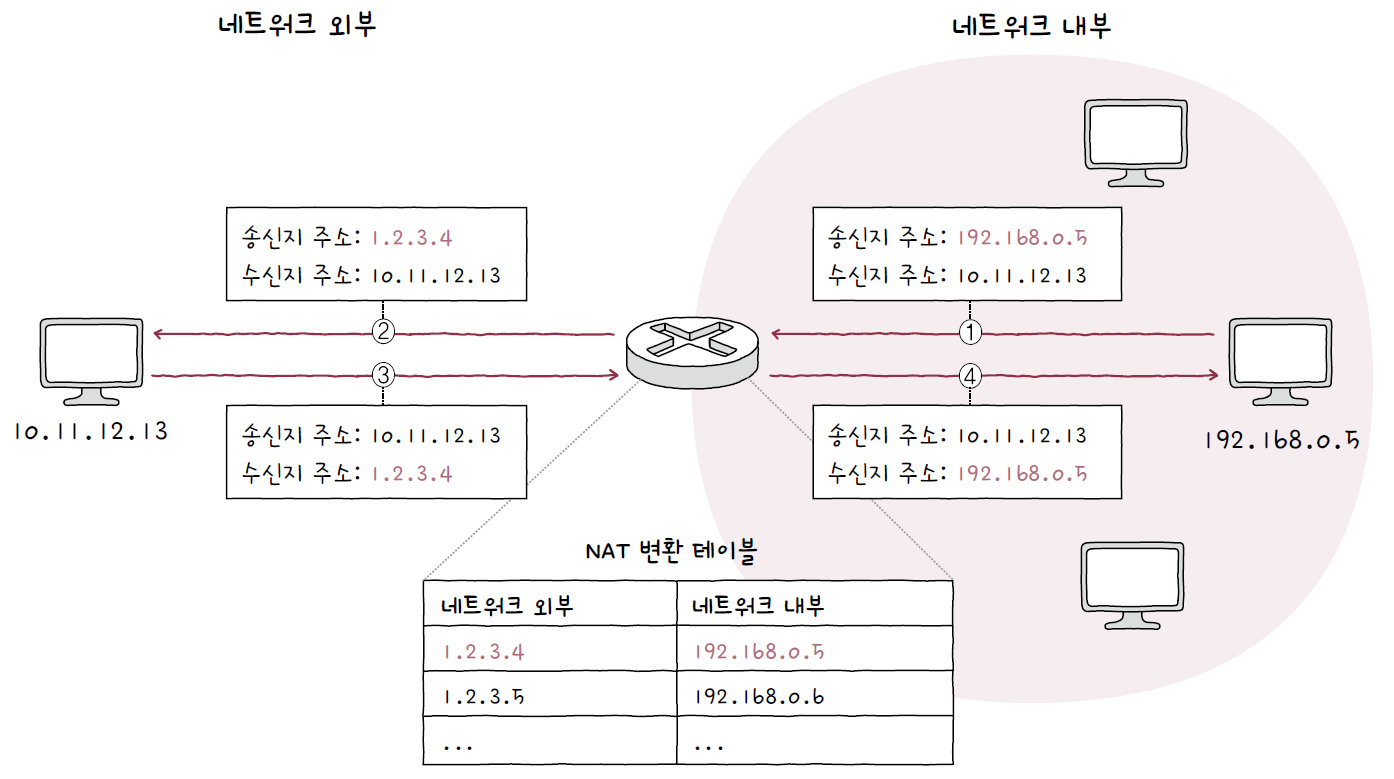 네트워크 외부
네트워크 내부
송신지 주소: 1.2.3.4
수신지 주소: 10.11.12.13
송신지 주소: 192.168.0.5
수신지 주소: 10.11.12.13
2
1
3
4
10.11.12.13
192.168.0.5
송신지 주소: 10.11.12.13
수신지 주소: 1.2.3.4
송신지 주소: 10.11.12.13
수신지 주소: 192.168.0.5
NAT 변환 테이블
네트워크 외부 네트워크 내부
1.2.3.4 192.168.0.5
1.2.3.5 192.168.0.6
... ...